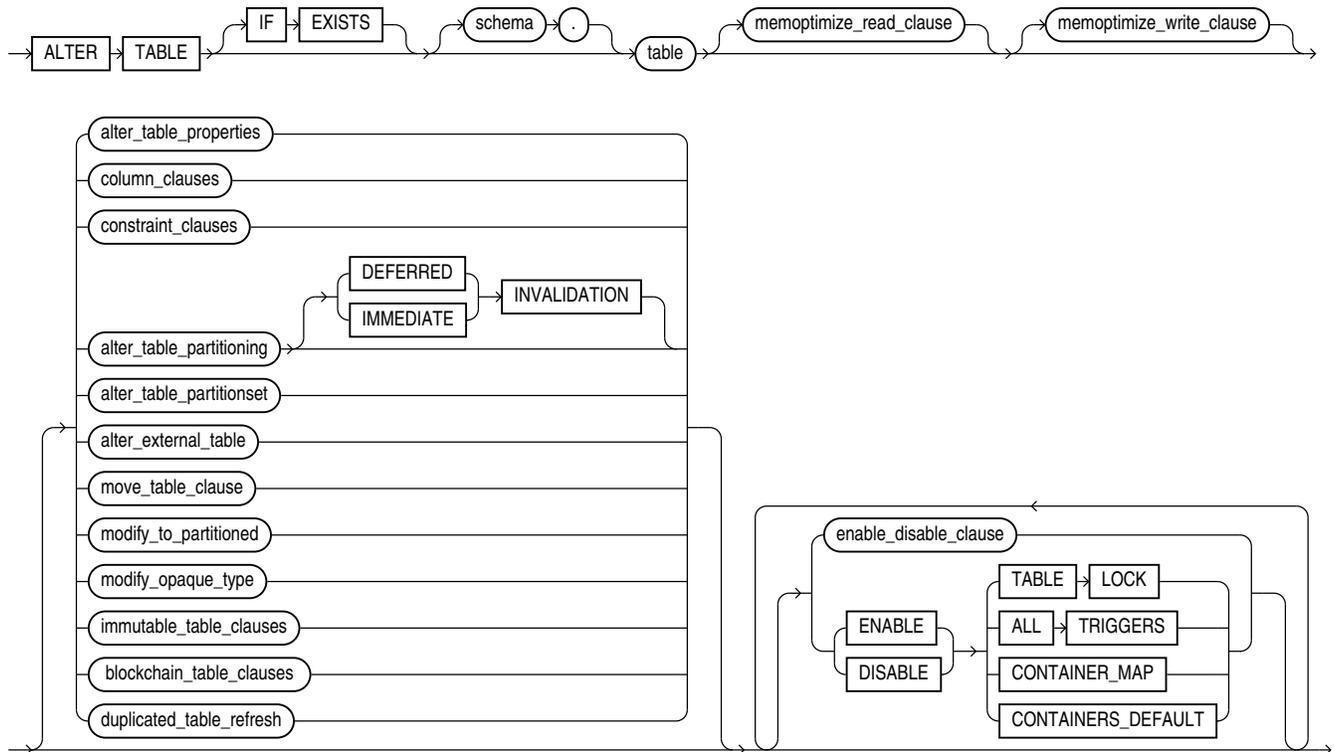 IF EXISTS schema . memoptimize_read_clause memoptimize_write_clause
ALTER TABLE table
alter_table_properties
column_clauses
constraint_clauses
DEFERRED
INVALIDATION
IMMEDIATE
alter_table_partitioning
alter_table_partitionset
alter_external_table
move_table_clause
modify_to_partitioned
modify_opaque_type
immutable_table_clauses
blockchain_table_clauses
duplicated_table_refresh
enable_disable_clause
TABLE LOCK
ENABLE ALL TRIGGERS
DISABLE CONTAINER_MAP
CONTAINERS_DEFAULT